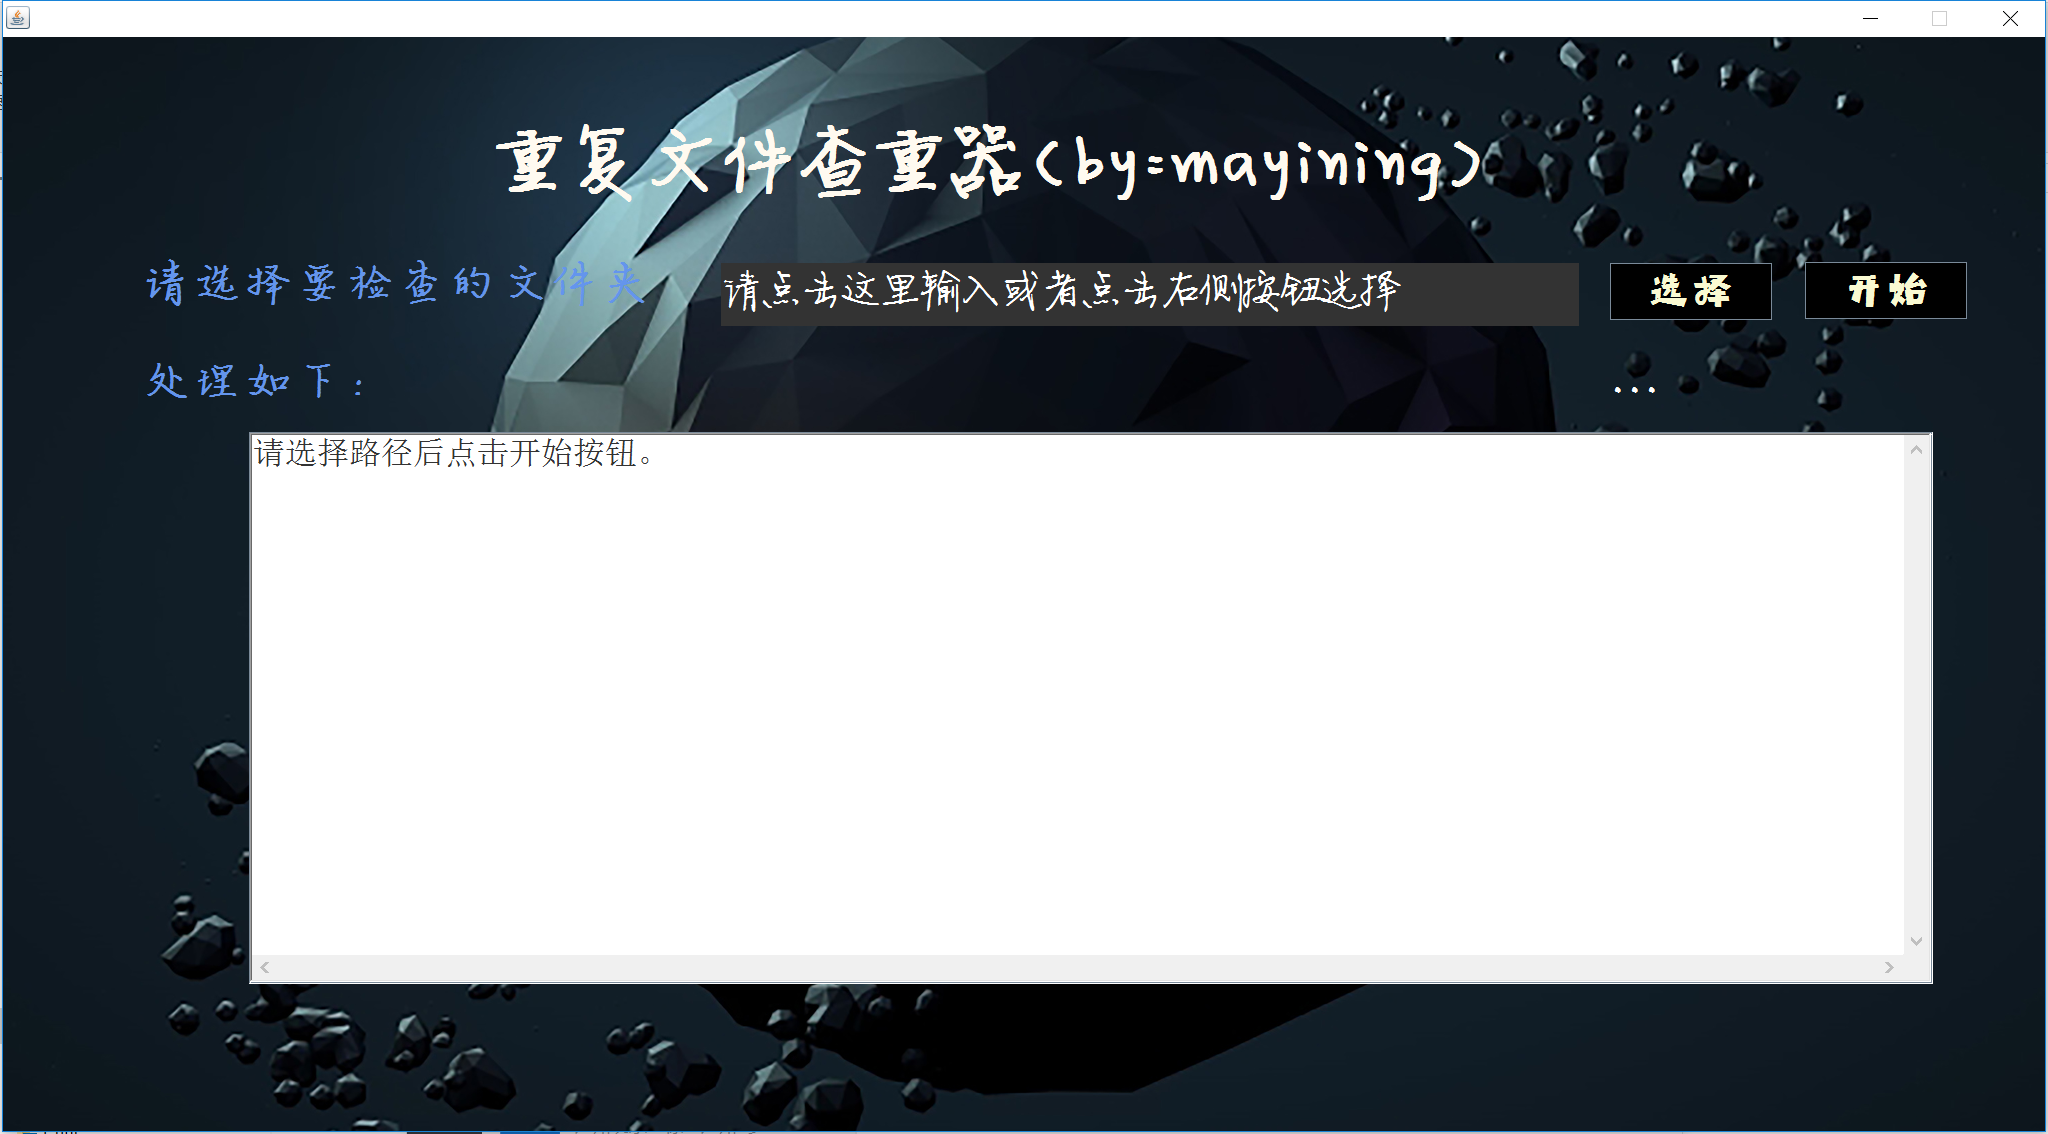 重复文件查重器(by:mayining)
请选择要检查的文件夹 请点击这里输入或者点击右侧按钮选择 选择 开始
处理如下: ...
请选择路径后点击开始按钮。